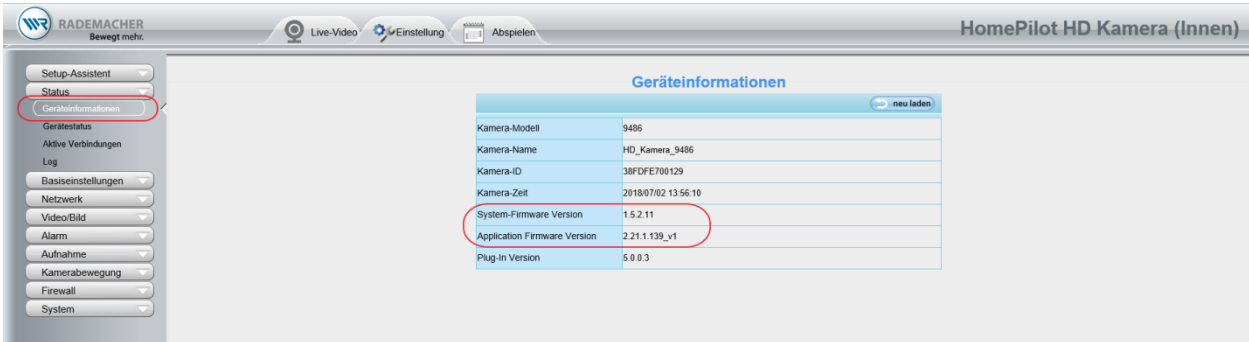 WR RADEMACHER
Bewegt mehr.
Live-Video Einstellung Abspielen
HomePilot HD Kamera (Innen)
Setup-Assistent
Status
Geräteinformationen
Gerätestatus
Aktive Verbindungen
Log
Basiseinstellungen
Netzwerk
Video/Bild
Alarm
Aufnahme
Kamerabewegung
Firewall
System
Geräteinformationen
neu laden
Kamera-Modell 9486
Kamera-Name HD_Kamera_9486
Kamera-ID 38FDFE700129
Kamera-Zeit 2018/07/02 13:56:10
System-Firmware Version 1.5.2.11
Application Firmware Version 2.21.1.139_v1
Plug-In Version 5.0.0.3